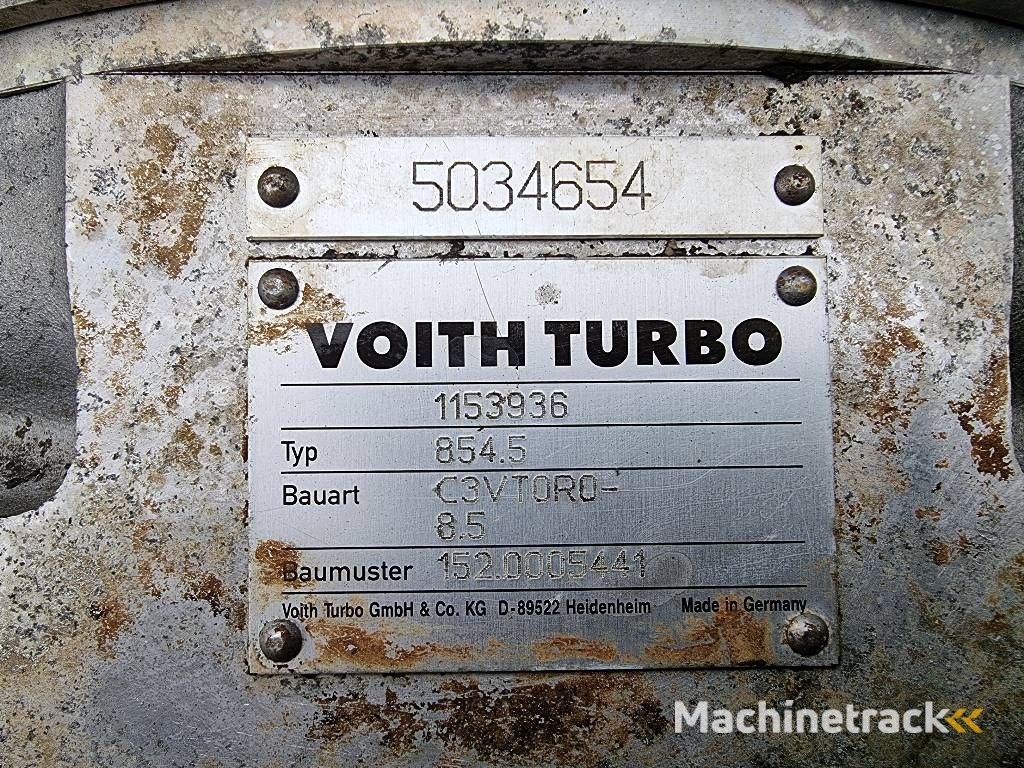 5034654
VOITH TURBO
1153936
Typ 854.5
Bauart C3VT0R0-
8.5
Baumuster 152.0005441
Voith Turbo GmbH & Co. KG D-89522 Heidenheim Made in Germany
Machinetrack